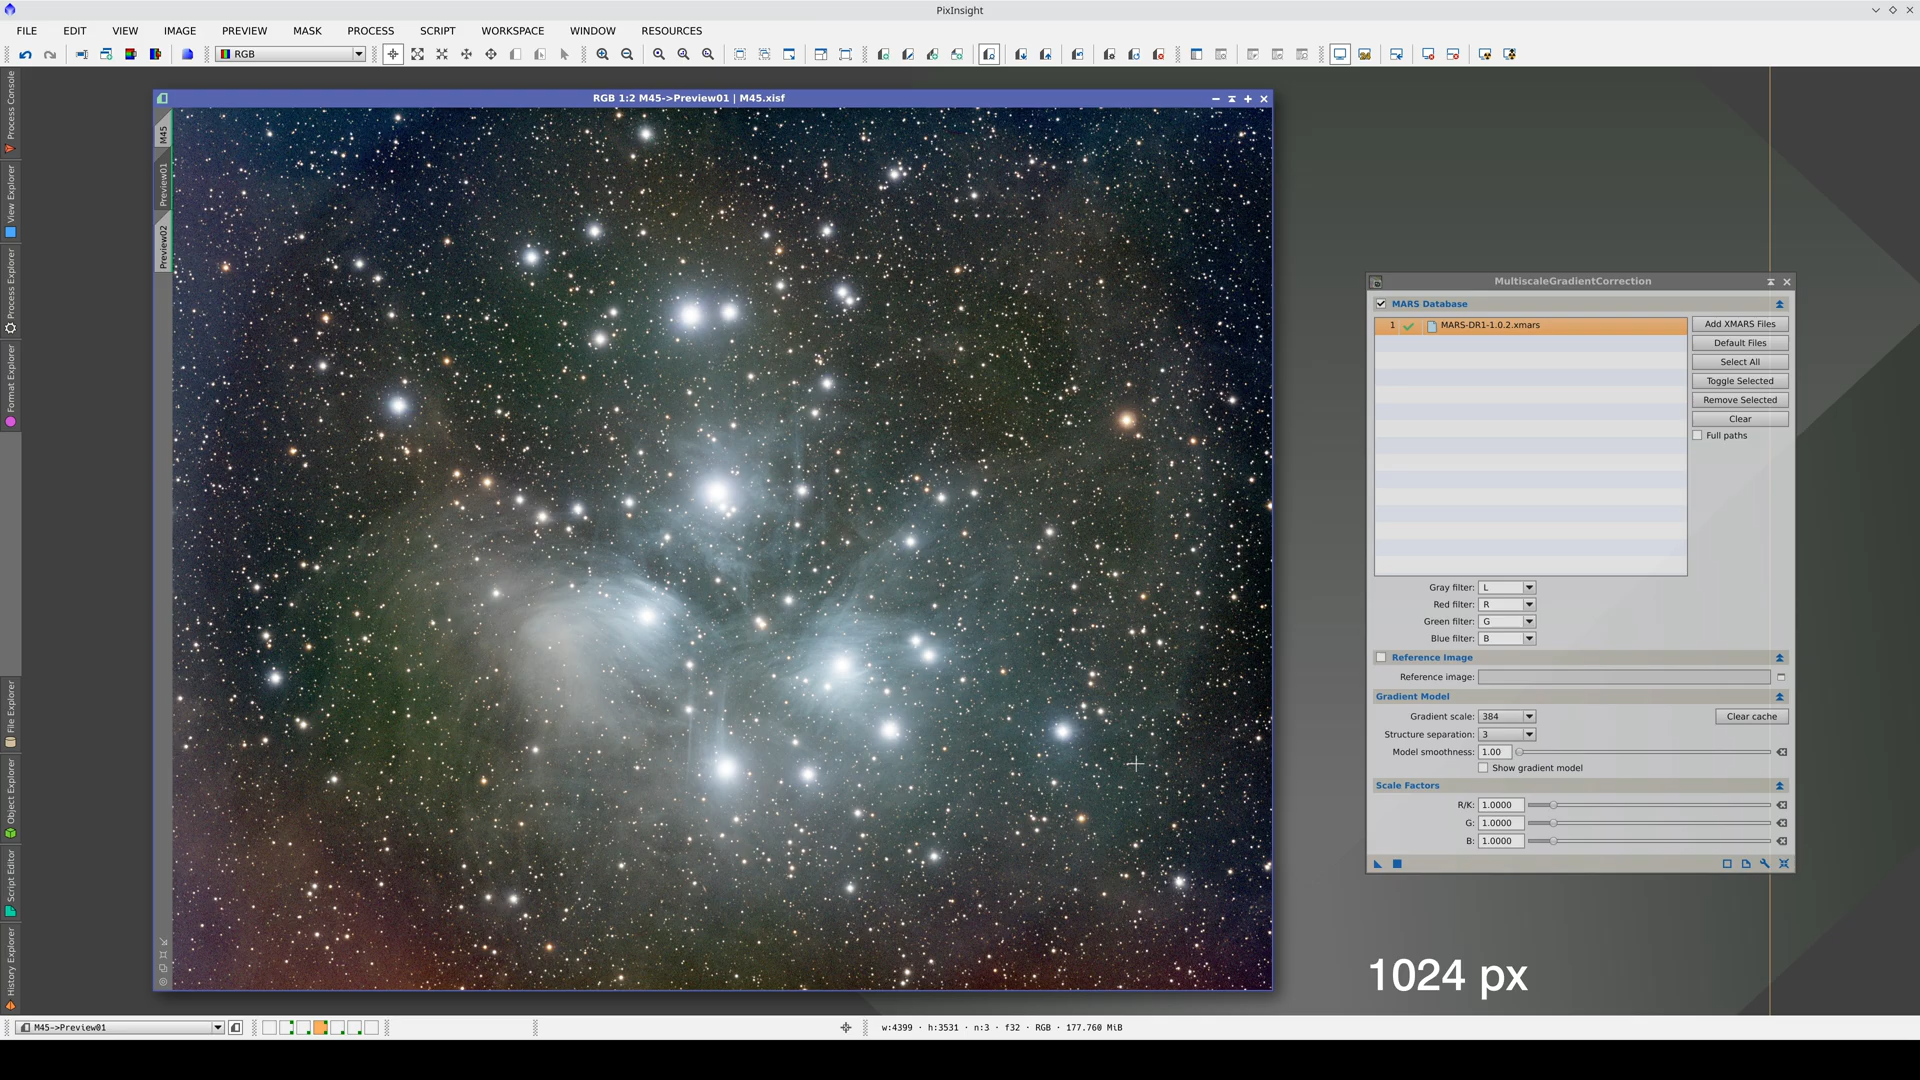 PixInsight
FILE EDIT VIEW IMAGE PREVIEW MASK PROCESS SCRIPT WORKSPACE WINDOW RESOURCES
RGB
Process Console
View Explorer
Process Explorer
Format Explorer
File Explorer
Object Explorer
Script Editor
History Explorer
RGB 1:2 M45->Preview01 | M45.xisf
M45
Preview01
Preview02
MultiscaleGradientCorrection
MARS Database
1 MARS-DR1-1.0.2.xmars
Add XMARS Files
Default Files
Select All
Toggle Selected
Remove Selected
Clear
Full paths
Gray filter: L
Red filter: R
Green filter: G
Blue filter: B
Reference Image
Reference image:
Gradient Model
Gradient scale: 384 Clear cache
Structure separation: 3
Model smoothness: 1.00
Show gradient model
Scale Factors
R/K: 1.0000
G: 1.0000
B: 1.0000
1024 px
M45->Preview01
w:4399 · h:3531 · n:3 · f32 · RGB · 177.760 MiB